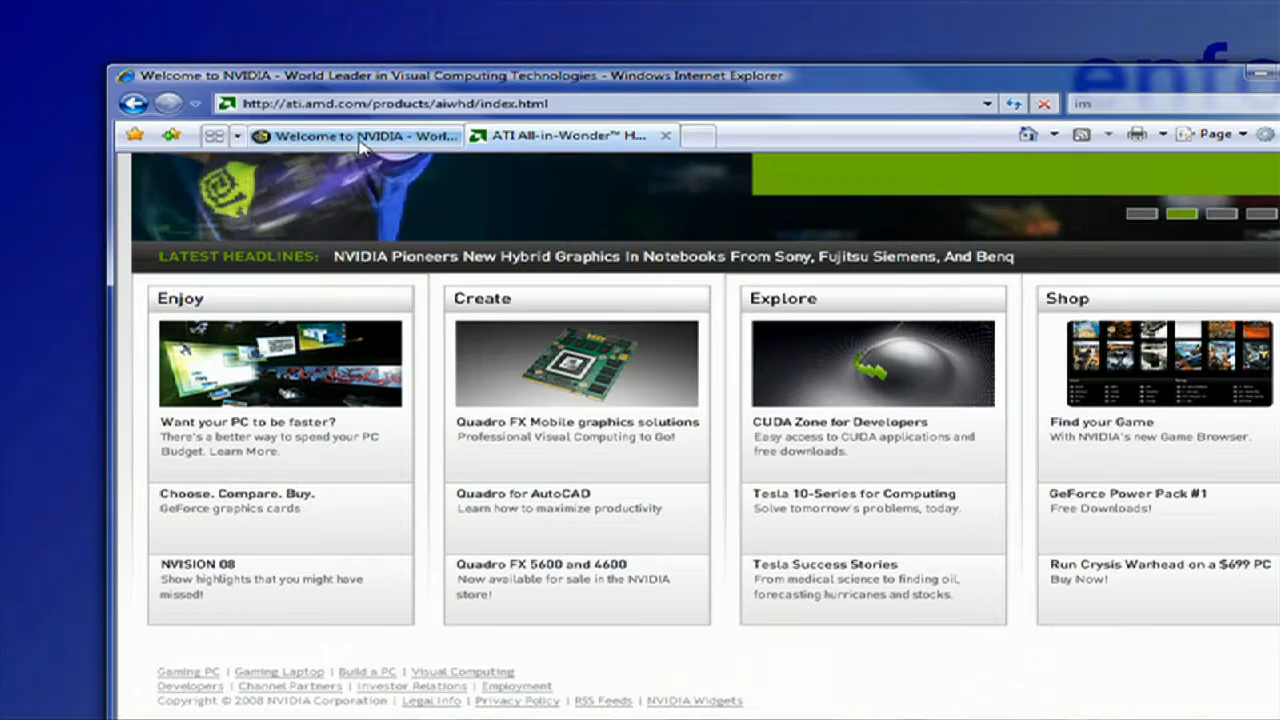 enfo
Welcome to NVIDIA - World Leader in Visual Computing Technologies - Windows Internet Explorer
http://ati.amd.com/products/aiwhd/index.html
im
Welcome to NVIDIA - Worl...
ATI All-in-Wonder™ H...
Page
LATEST HEADLINES: NVIDIA Pioneers New Hybrid Graphics In Notebooks From Sony, Fujitsu Siemens, And Benq
Enjoy
Want your PC to be faster?
There's a better way to spend your PC
Budget. Learn More.
Choose. Compare. Buy.
GeForce graphics cards
NVISION 08
Show highlights that you might have
missed!
Create
Quadro FX Mobile graphics solutions
Professional Visual Computing to Go!
Quadro for AutoCAD
Learn how to maximize productivity
Quadro FX 5600 and 4600
Now available for sale in the NVIDIA
store!
Explore
CUDA Zone for Developers
Easy access to CUDA applications and
free downloads.
Tesla 10-Series for Computing
Solve tomorrow's problems, today.
Tesla Success Stories
From medical science to finding oil,
forecasting hurricanes and stocks.
Shop
Find your Game
With NVIDIA's new Game Browser.
GeForce Power Pack #1
Free Downloads!
Run Crysis Warhead on a $699 PC
Buy Now!
Gaming PC | Gaming Laptop | Build a PC | Visual Computing
Developers | Channel Partners | Investor Relations | Employment
Copyright © 2008 NVIDIA Corporation | Legal Info | Privacy Policy | RSS Feeds | NVIDIA Widgets